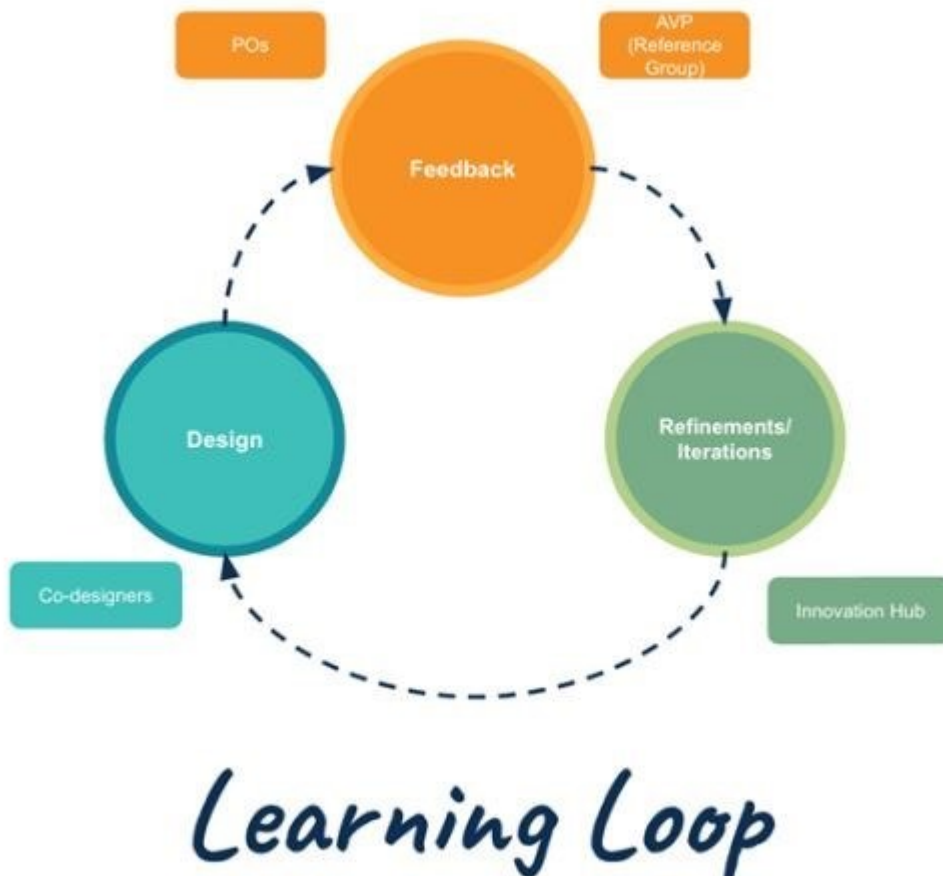 POs
AVP
(Reference
Group)
Feedback
Design
Refinements/
Iterations
Co-designers
Innovation Hub
Learning Loop